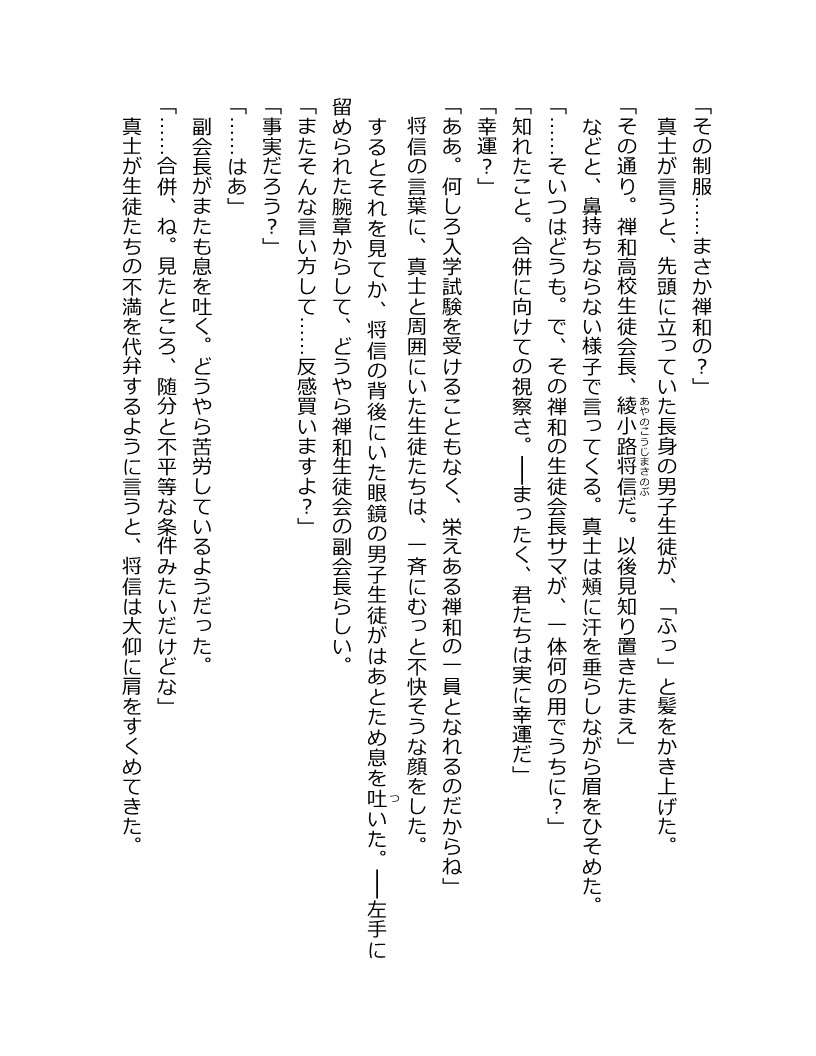 「その制服……まさか禅和の？」
真士が言うと、先頭に立っていた長身の男子生徒が、「ふっ」と髪をかき上げた。
「その通り。禅和高校生徒会長、綾小路将信だ。以後見知り置きたまえ」
あやのこうじまさのぶ
などと、鼻持ちならない様子で言ってくる。真士は頰に汗を垂らしながら眉をひそめた。
「……そいつはどうも。で、その禅和の生徒会長サマが、一体何の用でうちに？」
「知れたこと。合併に向けての視察さ。――まったく、君たちは実に幸運だ」
「幸運？」
「ああ。何しろ入学試験を受けることもなく、栄えある禅和の一員となれるのだからね」
将信の言葉に、真士と周囲にいた生徒たちは、一斉にむっと不快そうな顔をした。
するとそれを見てか、将信の背後にいた眼鏡の男子生徒がはあとため息を吐いた。――左手に
つ
留められた腕章からして、どうやら禅和生徒会の副会長らしい。
「またそんな言い方して……反感買いますよ？」
「事実だろう？」
「……はあ」
副会長がまたも息を吐く。どうやら苦労しているようだった。
「……合併、ね。見たところ、随分と不平等な条件みたいだけどな」
真士が生徒たちの不満を代弁するように言うと、将信は大仰に肩をすくめてきた。